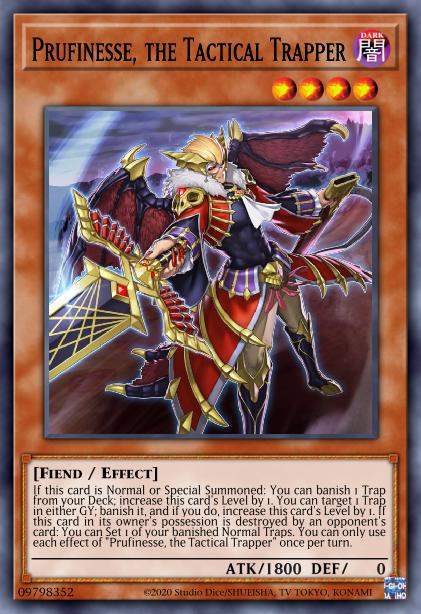 PRUFINESSE, THE TACTICAL TRAPPER
DARK
闇
[FIEND / EFFECT]
If this card is Normal or Special Summoned: You can banish 1 Trap
from your Deck; increase this card's Level by 1. You can target 1 Trap
in either GY; banish it, and if you do, increase this card's Level by 1. If
this card in its owner's possession is destroyed by an opponent's
card: You can Set 1 of your banished Normal Traps. You can only use
each effect of "Prufinesse, the Tactical Trapper" once per turn.
ATK/1800 DEF/ 0
09798352
©2020 Studio Dice/SHUEISHA, TV TOKYO, KONAMI